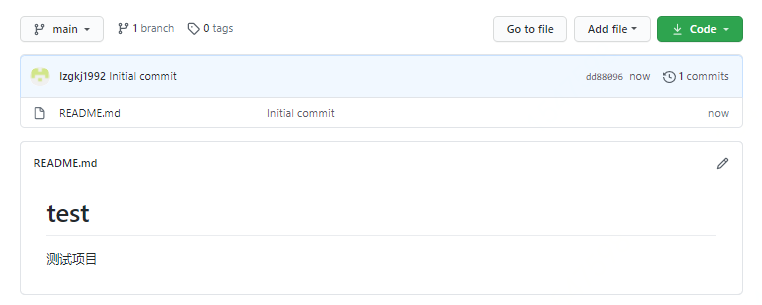 main 1 branch 0 tags Go to file Add file Code
lzgkj1992 Initial commit dd88096 now 1 commits
README.md Initial commit now
README.md
test
测试项目